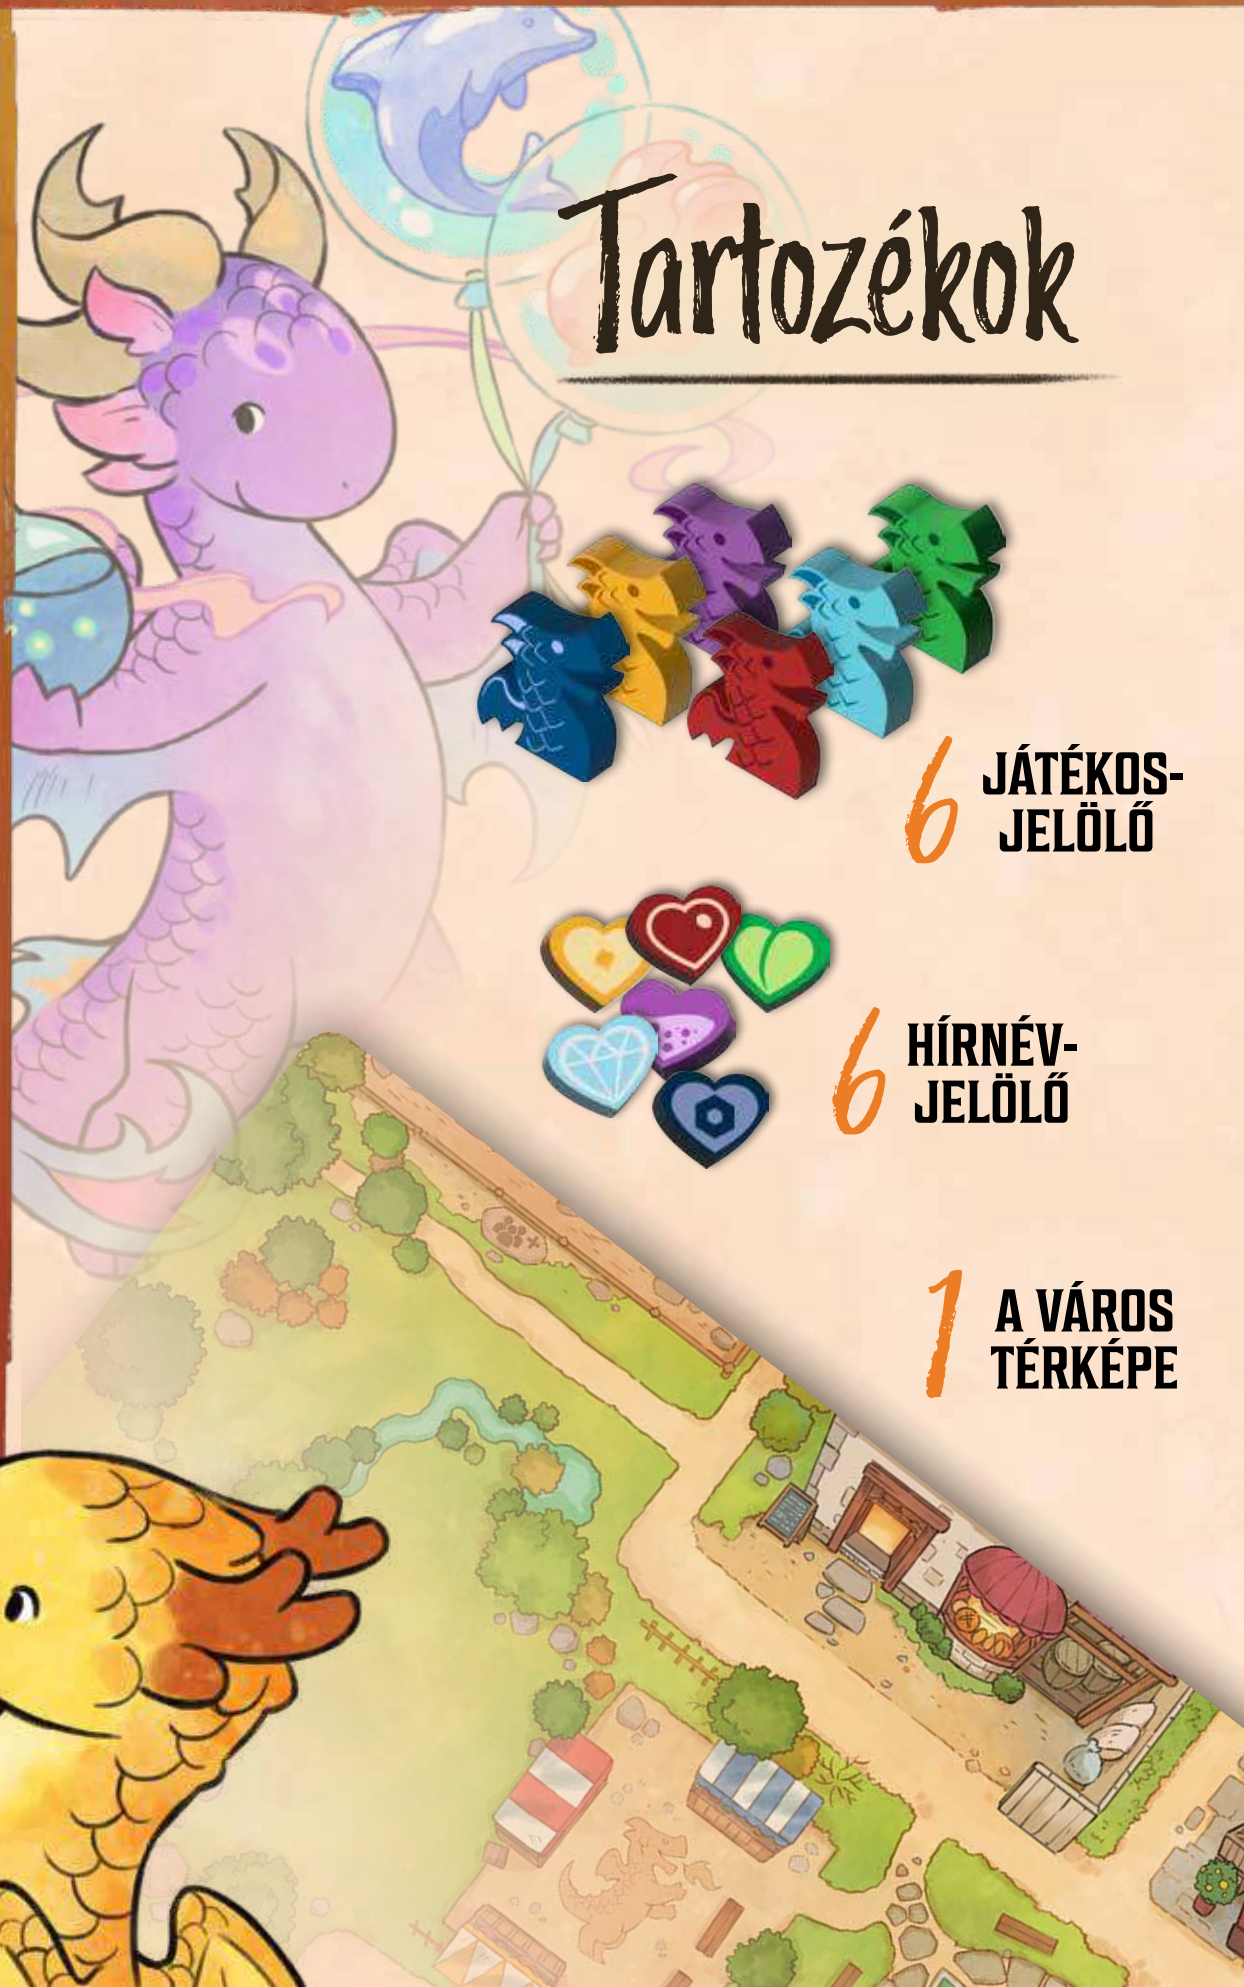 Tartozékok
6 JÁTÉKOS-
JELÖLŐ
6 HÍRNÉV-
JELÖLŐ
1 A VÁROS
TÉRKÉPE